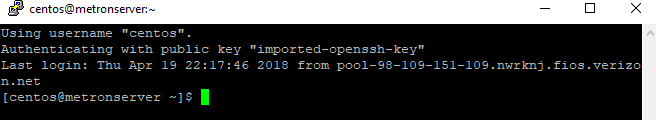 centos@metronserver:~
Using username "centos".
Authenticating with public key "imported-openssh-key"
Last login: Thu Apr 19 22:17:46 2018 from pool-98-109-151-109.nwrknj.fios.verizo
n.net
[centos@metronserver ~]$